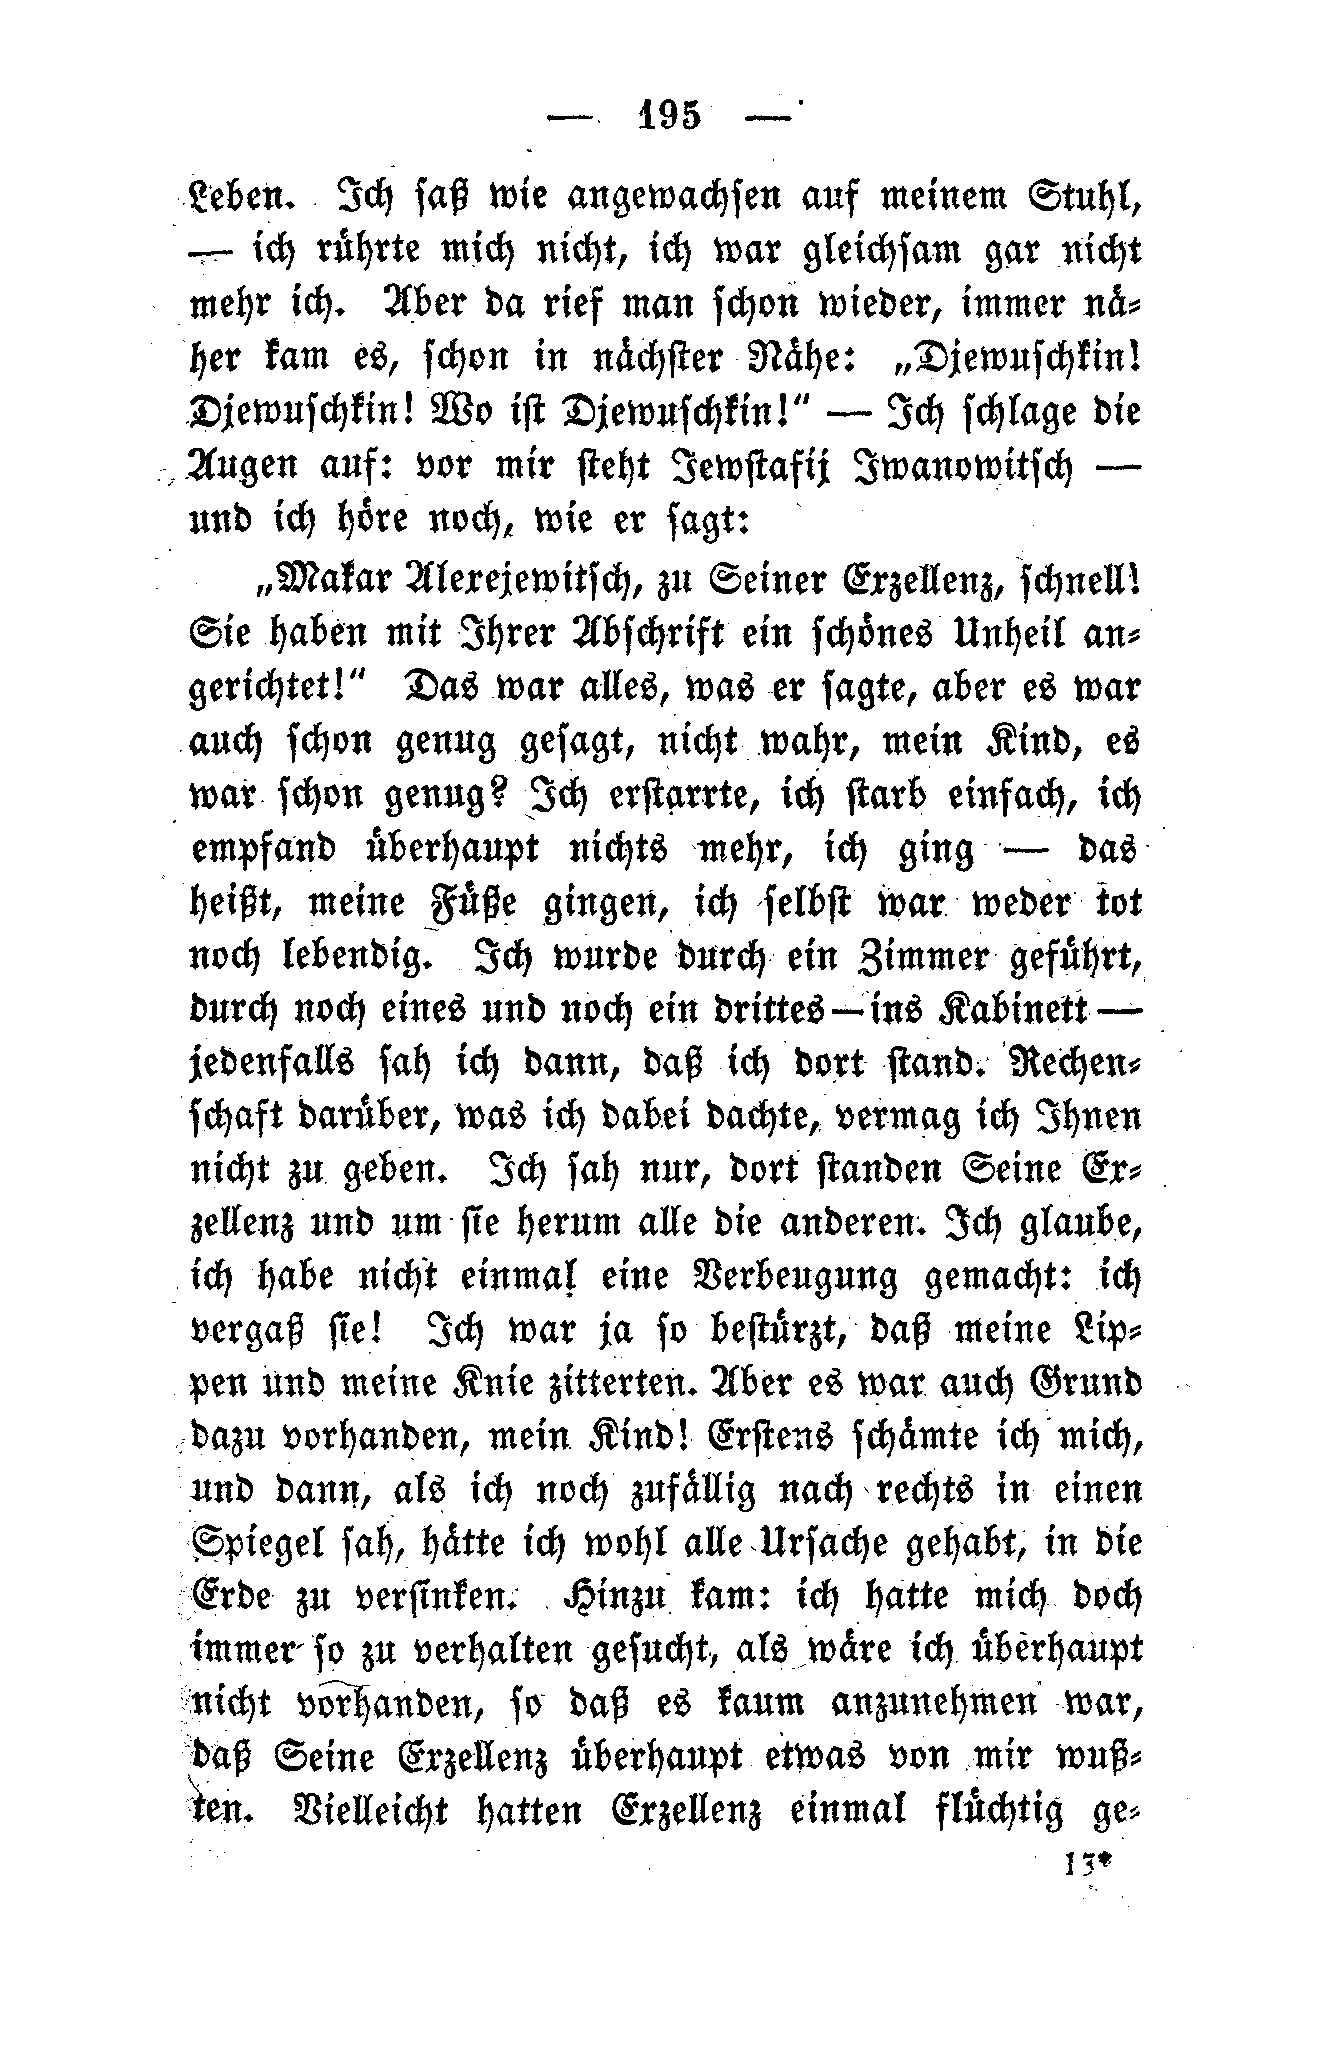 — 195 —
Leben. Ich saß wie angewachsen auf meinem Stuhl,
— ich rührte mich nicht, ich war gleichsam gar nicht
mehr ich. Aber da rief man schon wieder, immer nä-
her kam es, schon in nächster Nähe: „Djewuschkin!
Djewuschkin! Wo ist Djewuschkin!“ — Ich schlage die
Augen auf: vor mir steht Jewstafij Iwanowitsch —
und ich höre noch, wie er sagt:
„Makar Alexejewitsch, zu Seiner Exzellenz, schnell!
Sie haben mit Ihrer Abschrift ein schönes Unheil an-
gerichtet!“ Das war alles, was er sagte, aber es war
auch schon genug gesagt, nicht wahr, mein Kind, es
war schon genug? Ich erstarrte, ich starb einfach, ich
empfand überhaupt nichts mehr, ich ging — das
heißt, meine Füße gingen, ich selbst war weder tot
noch lebendig. Ich wurde durch ein Zimmer geführt,
durch noch eines und noch ein drittes — ins Kabinett —
jedenfalls sah ich dann, daß ich dort stand. Rechen-
schaft darüber, was ich dabei dachte, vermag ich Ihnen
nicht zu geben. Ich sah nur, dort standen Seine Ex-
zellenz und um sie herum alle die anderen. Ich glaube,
ich habe nicht einmal eine Verbeugung gemacht: ich
vergaß sie! Ich war ja so bestürzt, daß meine Lip-
pen und meine Knie zitterten. Aber es war auch Grund
dazu vorhanden, mein Kind! Erstens schämte ich mich,
und dann, als ich noch zufällig nach rechts in einen
Spiegel sah, hätte ich wohl alle Ursache gehabt, in die
Erde zu versinken. Hinzu kam: ich hatte mich doch
immer so zu verhalten gesucht, als wäre ich überhaupt
nicht vorhanden, so daß es kaum anzunehmen war,
daß Seine Exzellenz überhaupt etwas von mir wuß-
ten. Vielleicht hatten Exzellenz einmal flüchtig ge-
13*